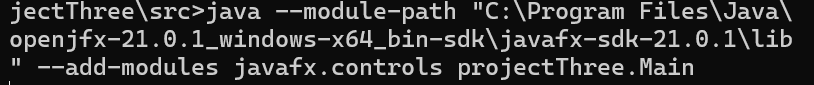 jectThree\src>java --module-path "C:\Program Files\Java\
openjfx-21.0.1_windows-x64_bin-sdk\javafx-sdk-21.0.1\lib
" --add-modules javafx.controls projectThree.Main